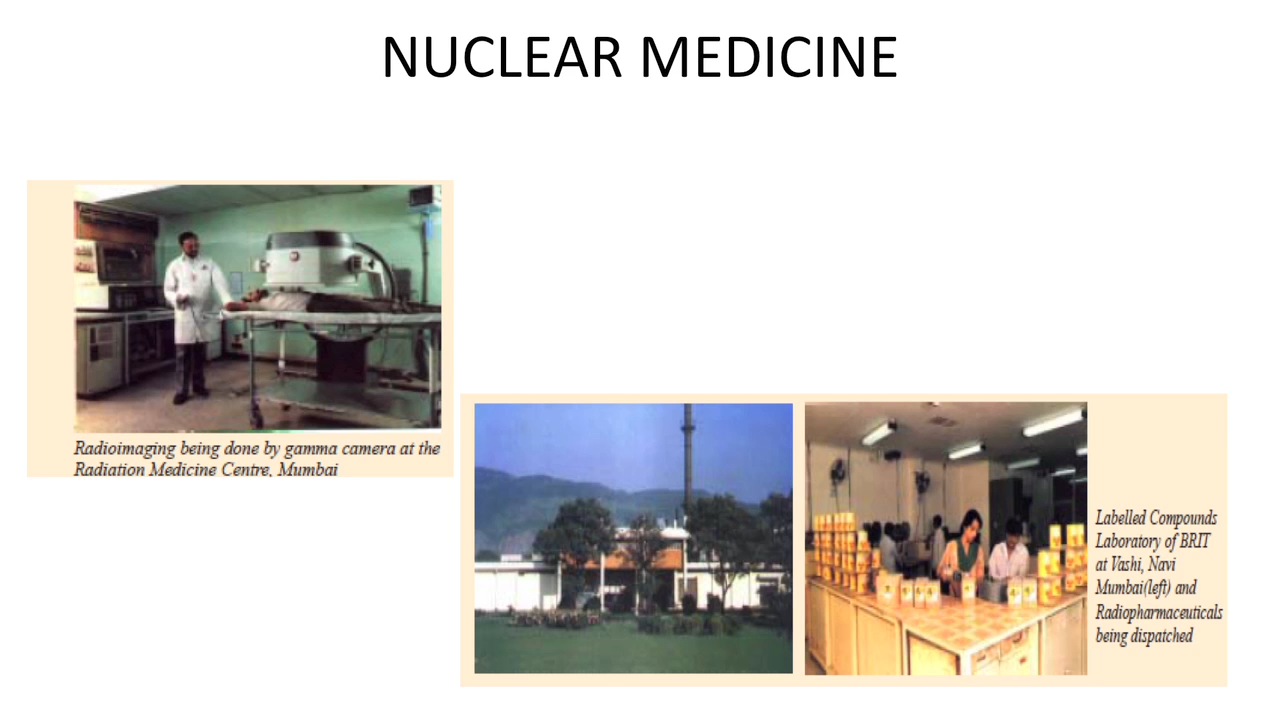 NUCLEAR MEDICINE
Radioimaging being done by gamma camera at the
Radiation Medicine Centre, Mumbai
Labelled Compounds
Laboratory of BRIT
at Vashi, Navi
Mumbai(left) and
Radiopharmaceuticals
being dispatched